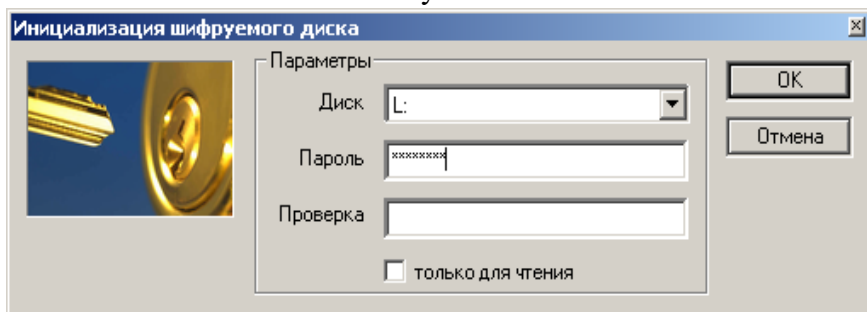 Инициализация шифруемого диска
Параметры
Диск L:
OK
Пароль ********
Отмена
Проверка
только для чтения